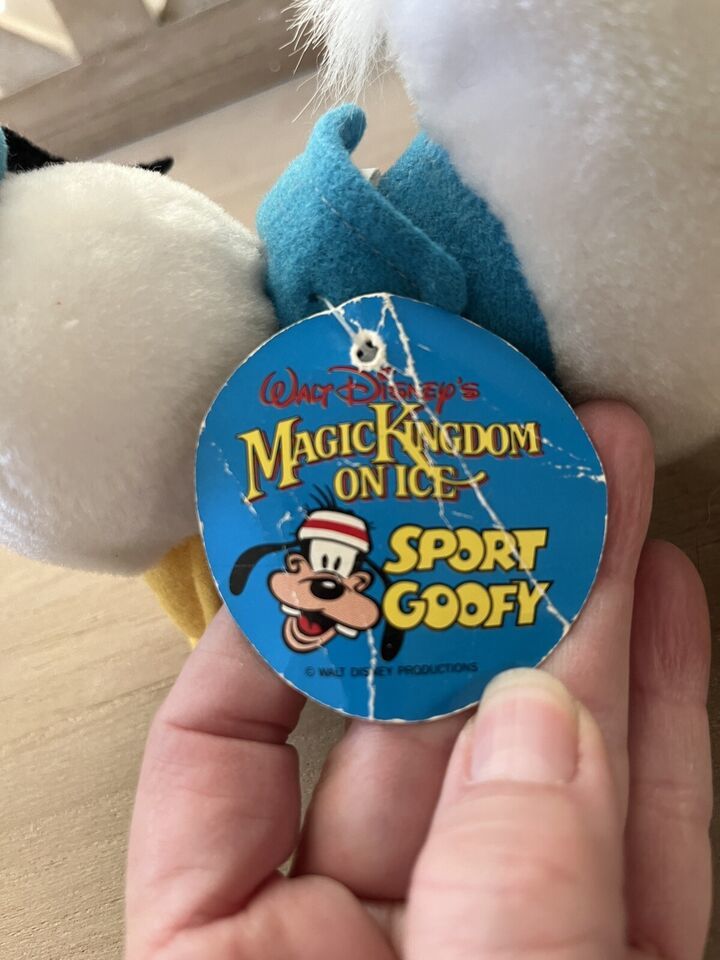 WALT DISNEY'S
MAGIC KINGDOM
ON ICE
SPORT
GOOFY
© WALT DISNEY PRODUCTIONS